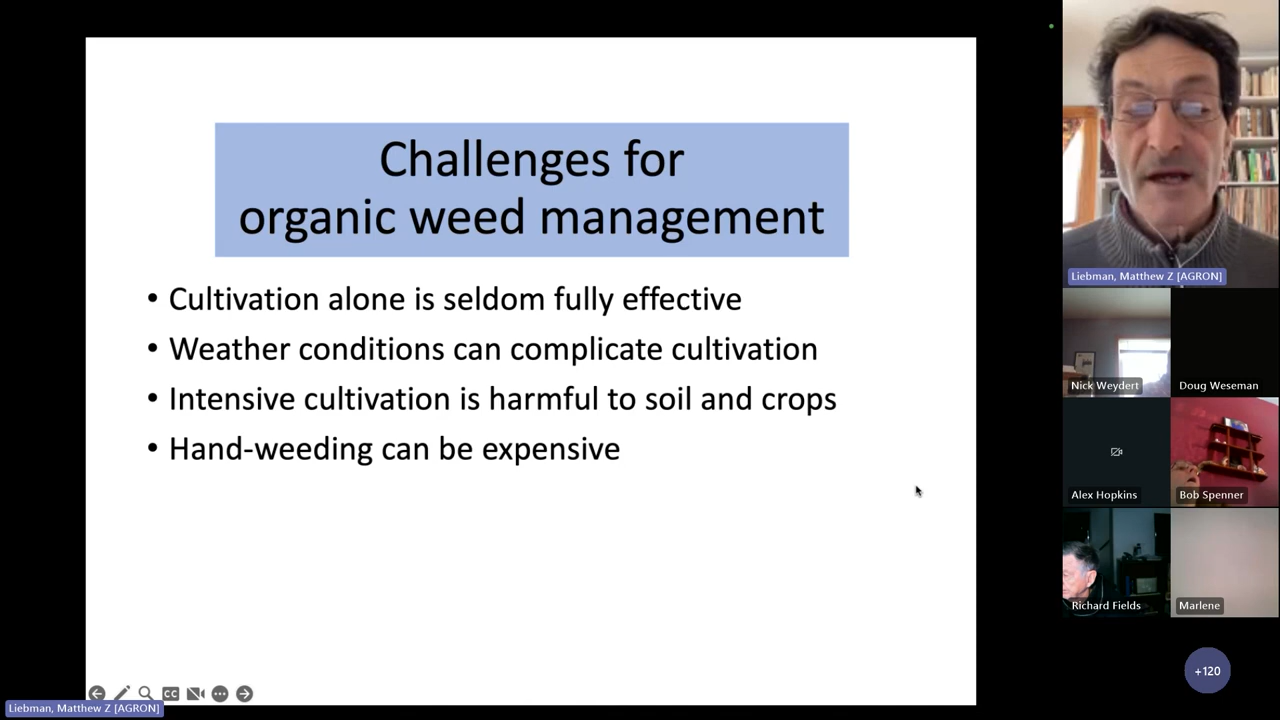 Challenges for
organic weed management
• Cultivation alone is seldom fully effective
• Weather conditions can complicate cultivation
• Intensive cultivation is harmful to soil and crops
• Hand-weeding can be expensive
CC
Liebman, Matthew Z [AGRON]
Liebman, Matthew Z [AGRON]
Nick Weydert
Doug Weseman
Alex Hopkins
Bob Spenner
Richard Fields
Marlene
+120